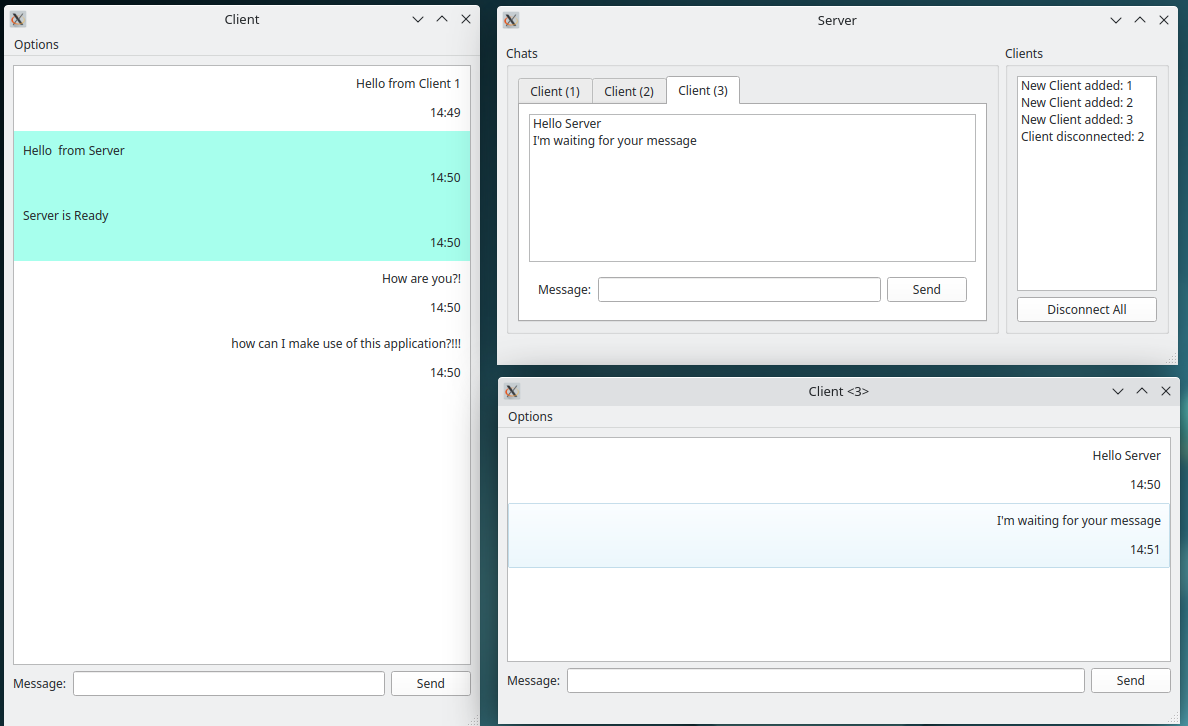 Client
Options
Hello from Client 1
14:49
Hello  from Server
14:50
Server is Ready
14:50
How are you?!
14:50
how can I make use of this application?!!!
14:50
Message:
Send
Server
Chats
Clients
Client (1)
Client (2)
Client (3)
Hello Server
I'm waiting for your message
Message:
Send
New Client added: 1
New Client added: 2
New Client added: 3
Client disconnected: 2
Disconnect All
Client <3>
Options
Hello Server
14:50
I'm waiting for your message
14:51
Message:
Send